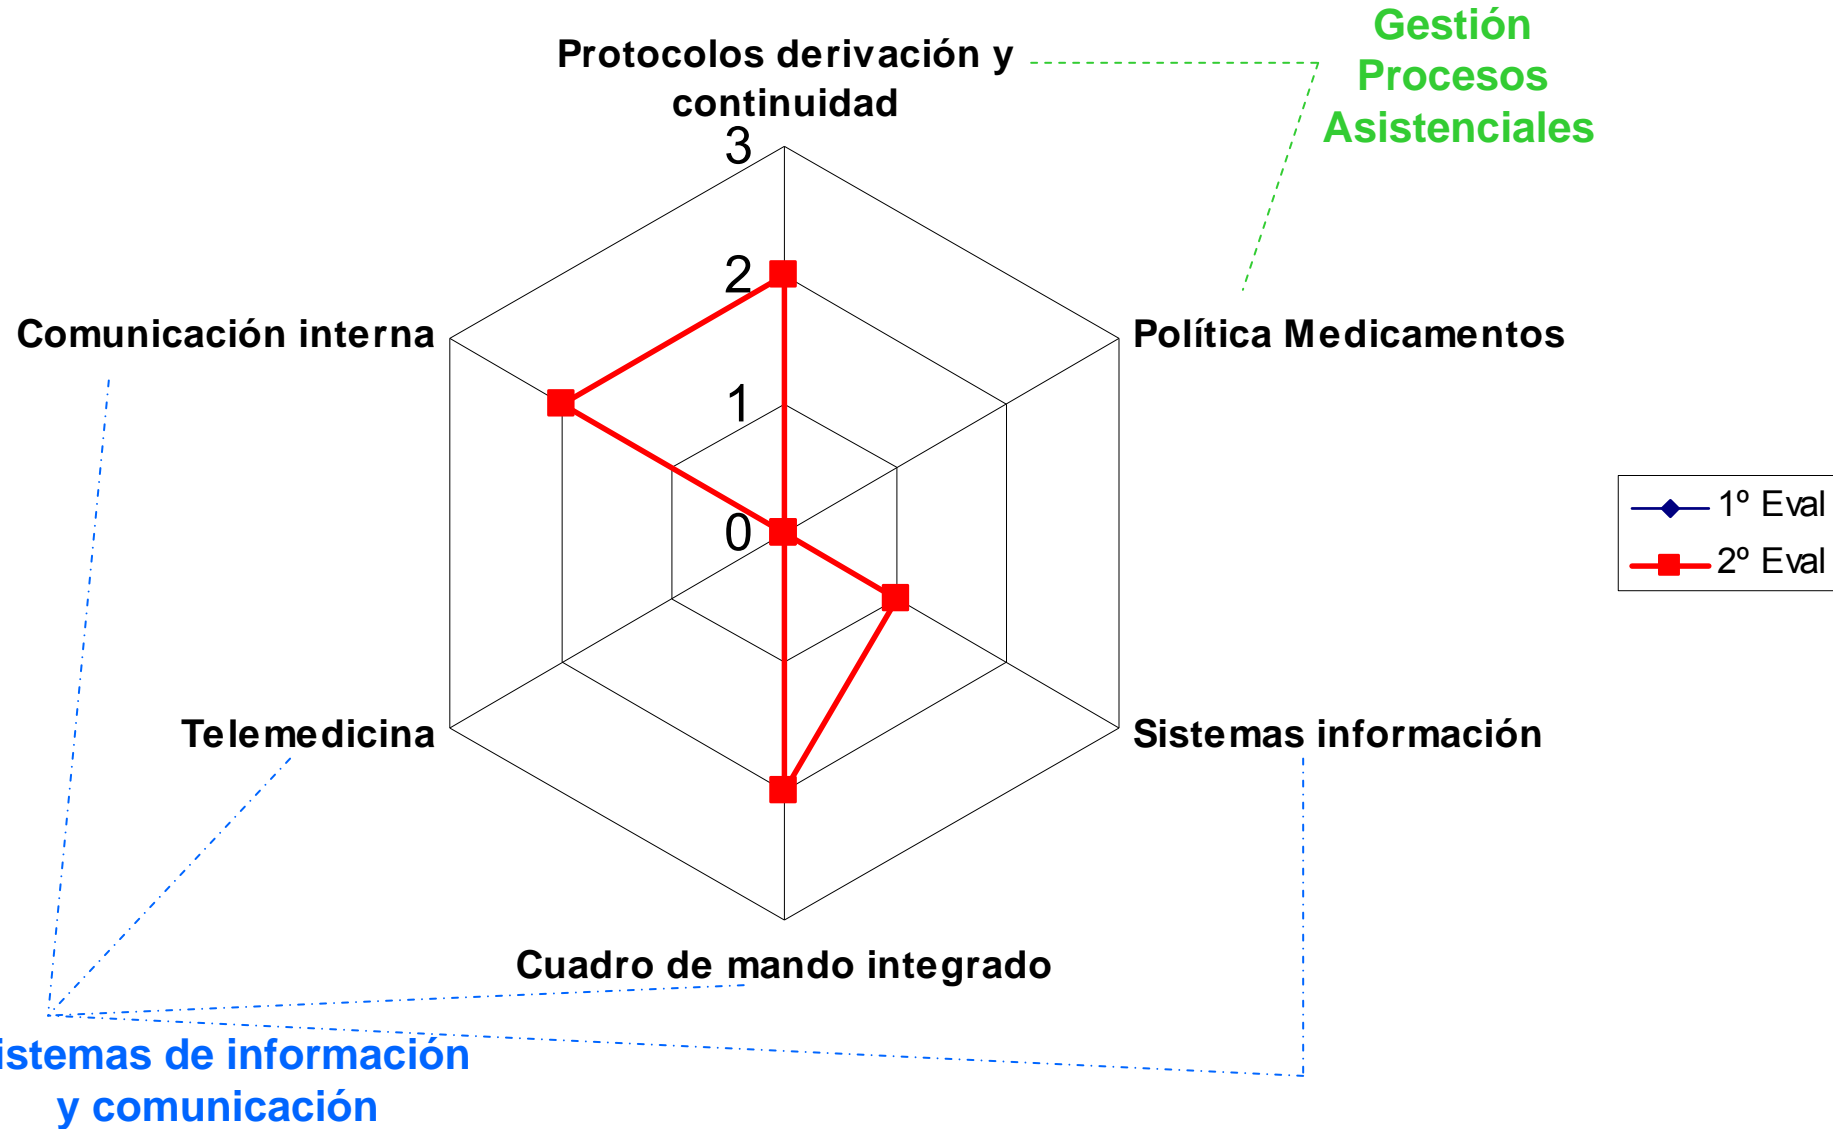 Gestión
Procesos
Asistenciales
Protocolos derivación y
continuidad
3
2
1
0
Comunicación interna
Política Medicamentos
1º Eval
2º Eval
Telemedicina
Sistemas información
Cuadro de mando integrado
istemas de información
y comunicación